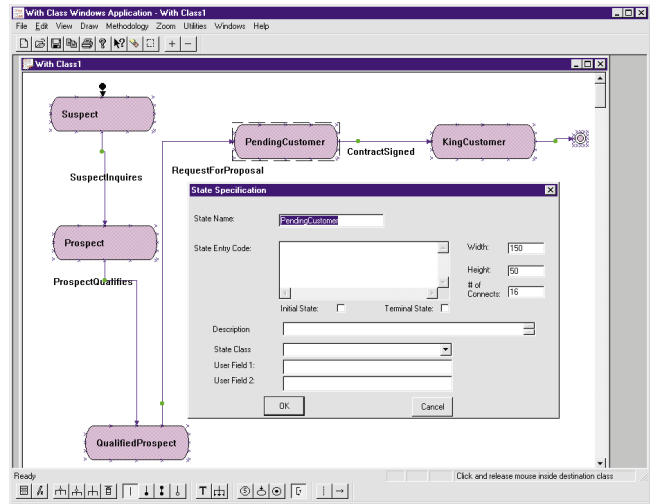 With Class Windows Application - With Class1
File Edit View Draw Methodology Zoom Utilities Windows Help
With Class1
Suspect
PendingCustomer
KingCustomer
ContractSigned
SuspectInquires
RequestForProposal
State Specification
State Name:
PendingCustomer
Prospect
State Entry Code:
Width: 150
Height: 50
# of Connects: 16
ProspectQualifies
Initial State:
Terminal State:
Description
State Class
User Field 1:
User Field 2:
OK
Cancel
QualifiedProspect
Ready
Click and release mouse inside destination class